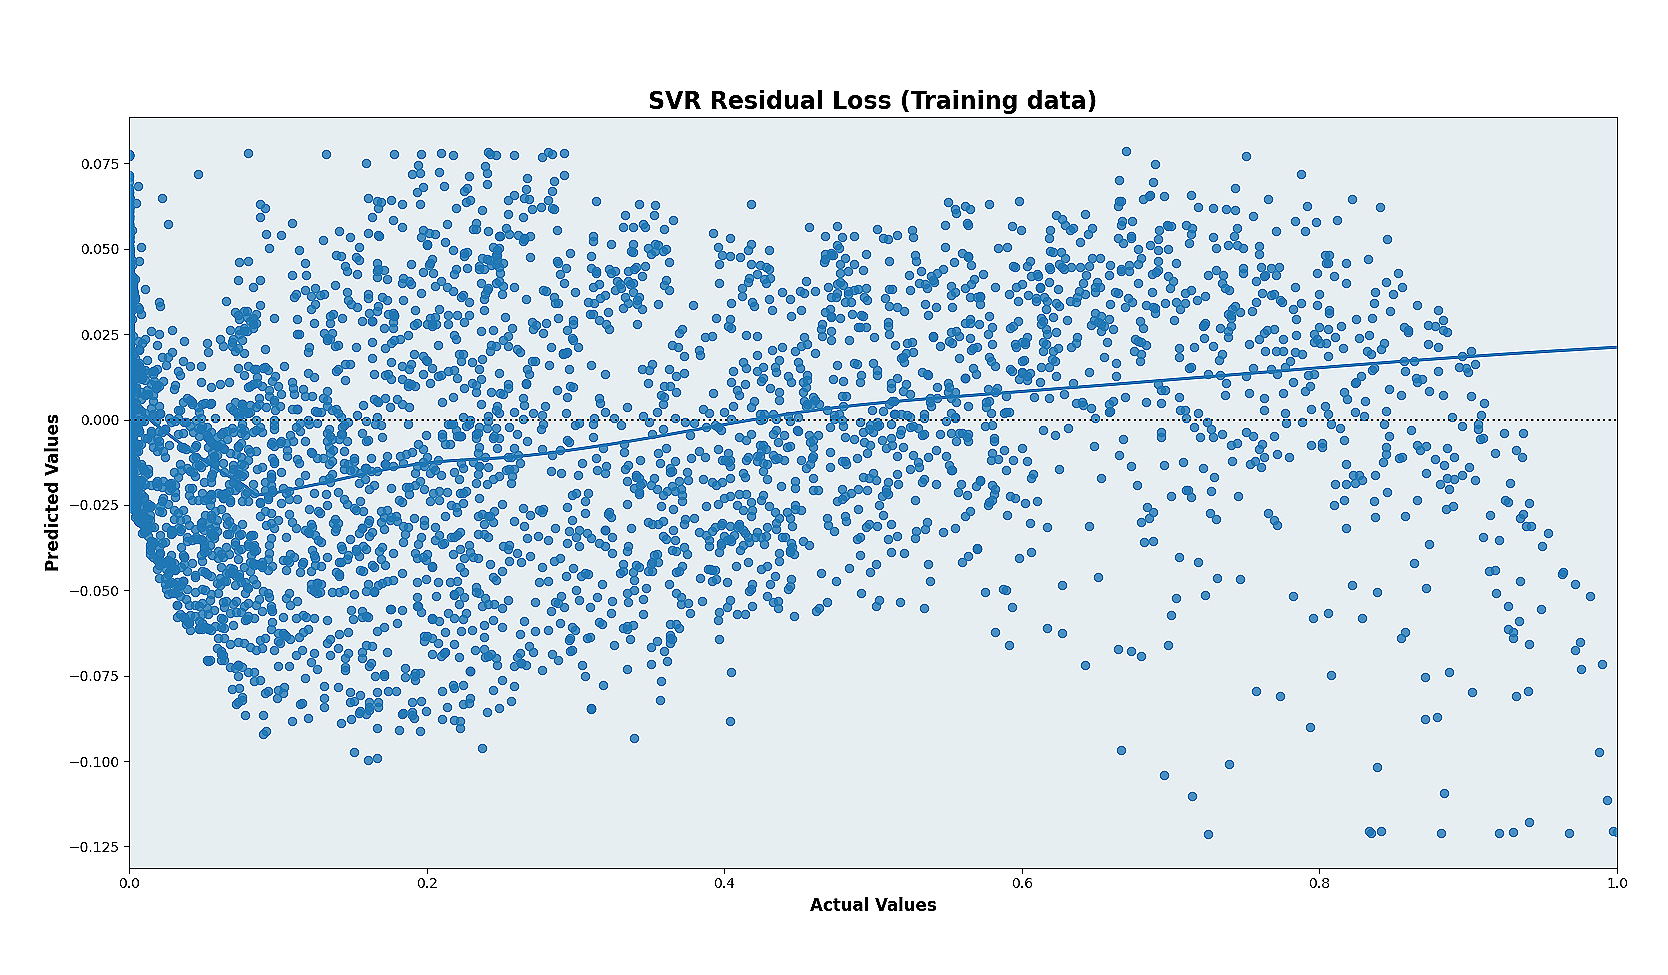 SVR Residual Loss (Training data)
0.075
0.050
0.025
0.000
−0.025
−0.050
−0.075
−0.100
−0.125
Predicted Values
0.0 0.2 0.4 0.6 0.8 1.0
Actual Values